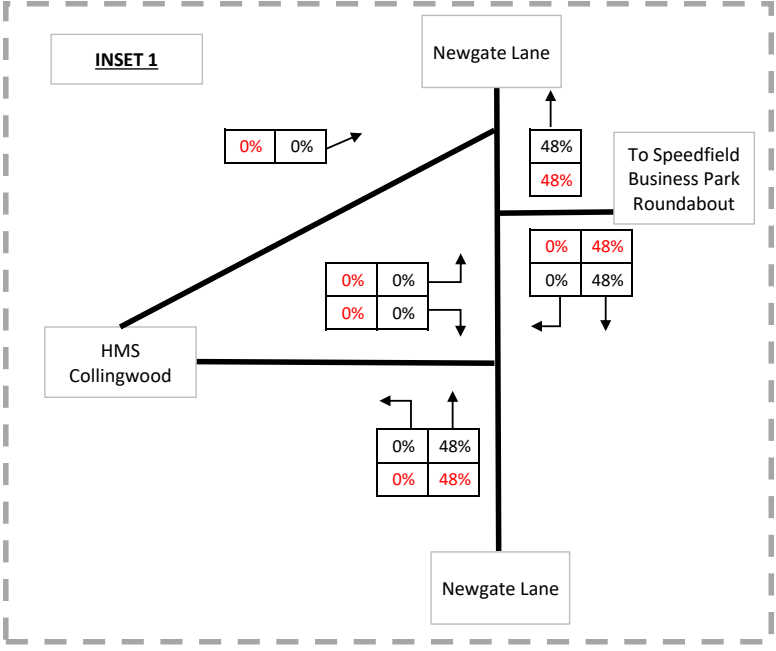 INSET 1
Newgate Lane
0% 0%
48%
48%
To Speedfield
Business Park
Roundabout
0% 48%
0% 48%
0% 0%
0% 0%
HMS
Collingwood
0% 48%
0% 48%
Newgate Lane